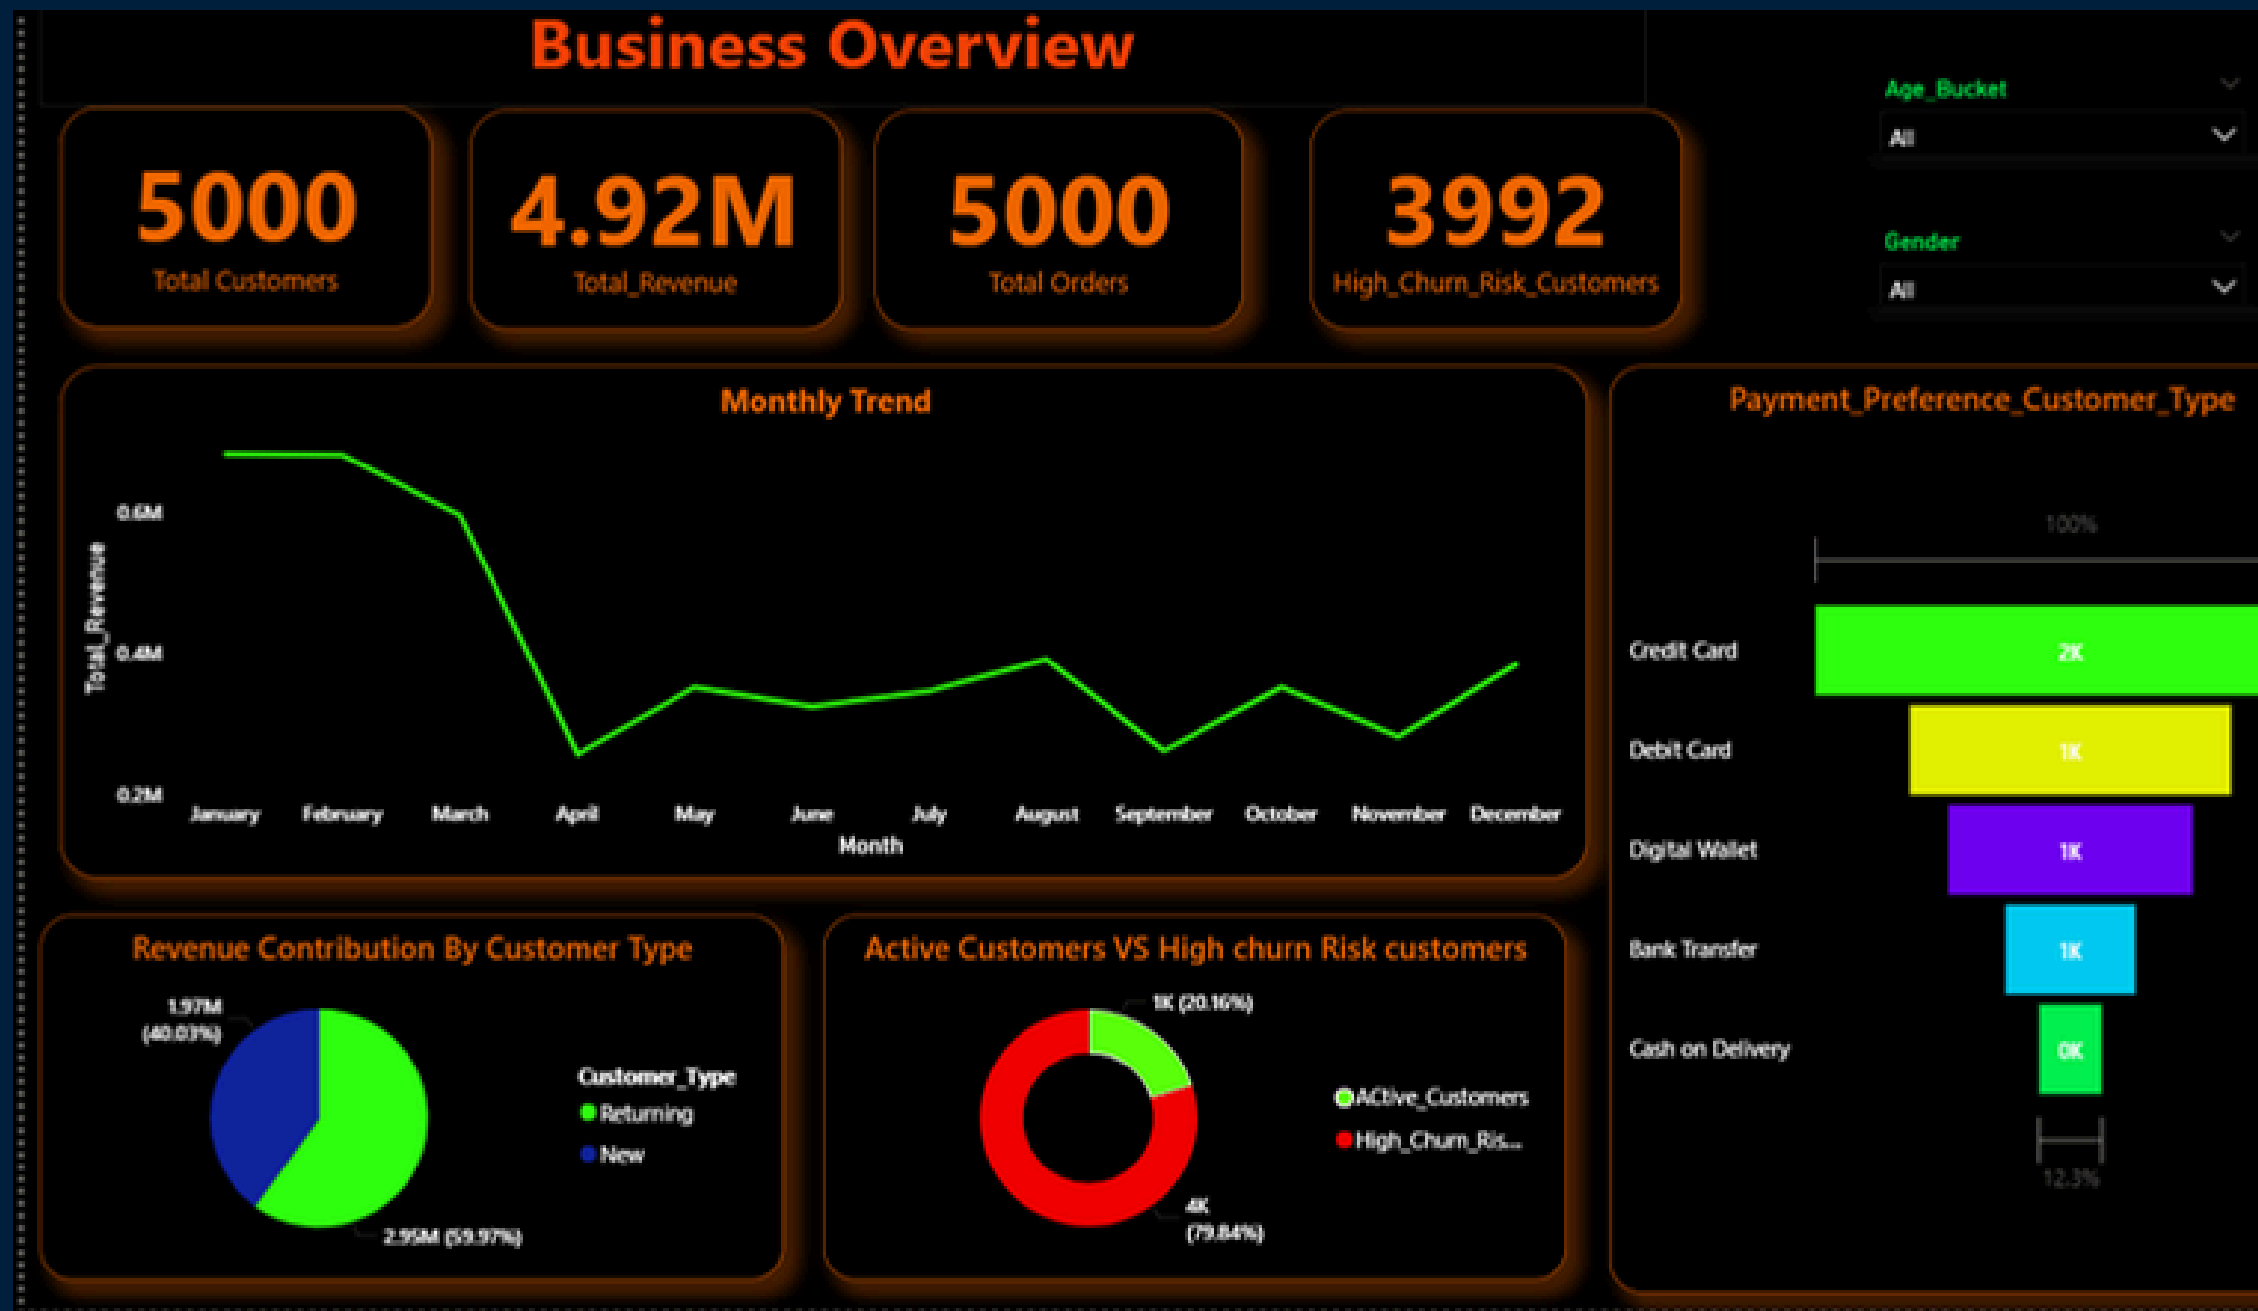 Business Overview
5000
Total Customers
4.92M
Total_Revenue
5000
Total Orders
3992
High_Churn_Risk_Customers
Age_Bucket
All
Gender
All
Monthly Trend
Total_Revenue
0.6M
0.4M
0.2M
January February March April May June July August September October November December
Month
Payment_Preference_Customer_Type
100%
Credit Card 2K
Debit Card 1K
Digital Wallet 1K
Bank Transfer 1K
Cash on Delivery 0K
12.3%
Revenue Contribution By Customer Type
1.97M
(40.03%)
2.95M (59.97%)
Customer_Type
Returning
New
Active Customers VS High churn Risk customers
1K (20.16%)
4K
(79.84%)
ACtive_Customers
High_Churn_Ris...